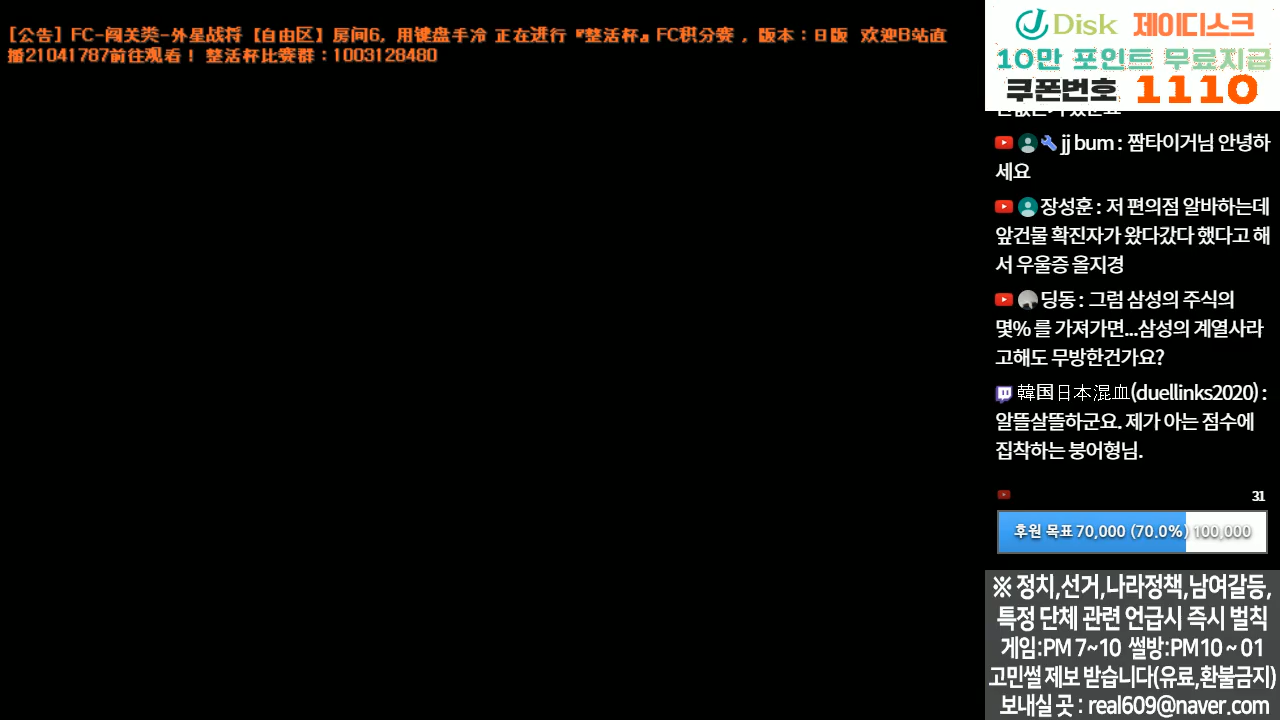 [公告] FC-闯关类-外星战将【自由区】房间6, 用键盘手冷 正在进行『整活杯』FC积分赛 , 版本 : 日版 欢迎B站直
播21041787前往观看 ! 整活杯比赛群 : 1003128480
Disk 제이디스크
10만 포인트 무료지급
쿠폰번호 1110
jj bum : 짬타이거님 안녕하
세요
장성훈 : 저 편의점 알바하는데
앞건물 확진자가 왔다갔다 했다고 해
서 우울증 올지경
딩동 : 그럼 삼성의 주식의
몇% 를 가져가면...삼성의 계열사라
고해도 무방한건가요?
韓国日本混血(duellinks2020) :
알뜰살뜰하군요. 제가 아는 점수에
집착하는 붕어형님.
31
후원 목표 70,000 (70.0%) 100,000
※ 정치,선거,나라정책,남여갈등,
특정 단체 관련 언급시 즉시 벌칙
게임:PM 7~10 썰방:PM10 ~ 01
고민썰 제보 받습니다(유료,환불금지)
보내실 곳 : real609@naver.com